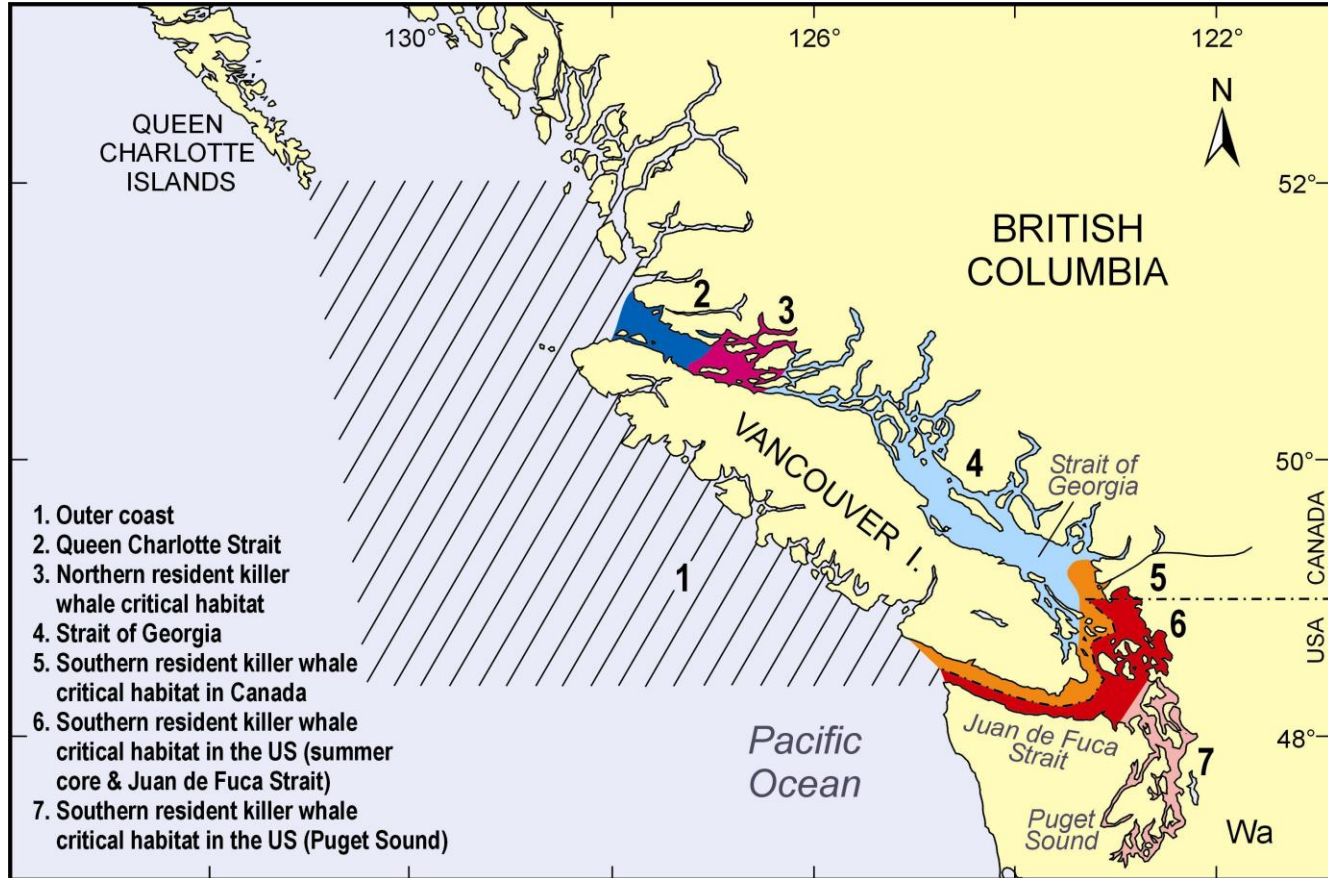 130°
126°
122°
N
QUEEN
CHARLOTTE
ISLANDS
52°
BRITISH
COLUMBIA
2
3
VANCOUVER I.
4
Strait of
Georgia
50°
CANADA
USA
1
5
6
1. Outer coast
2. Queen Charlotte Strait
3. Northern resident killer
whale critical habitat
4. Strait of Georgia
5. Southern resident killer whale
critical habitat in Canada
6. Southern resident killer whale
critical habitat in the US (summer
core & Juan de Fuca Strait)
7. Southern resident killer whale
critical habitat in the US (Puget Sound)
Pacific
Ocean
Juan de Fuca
Strait
48°
7
Puget
Sound
Wa